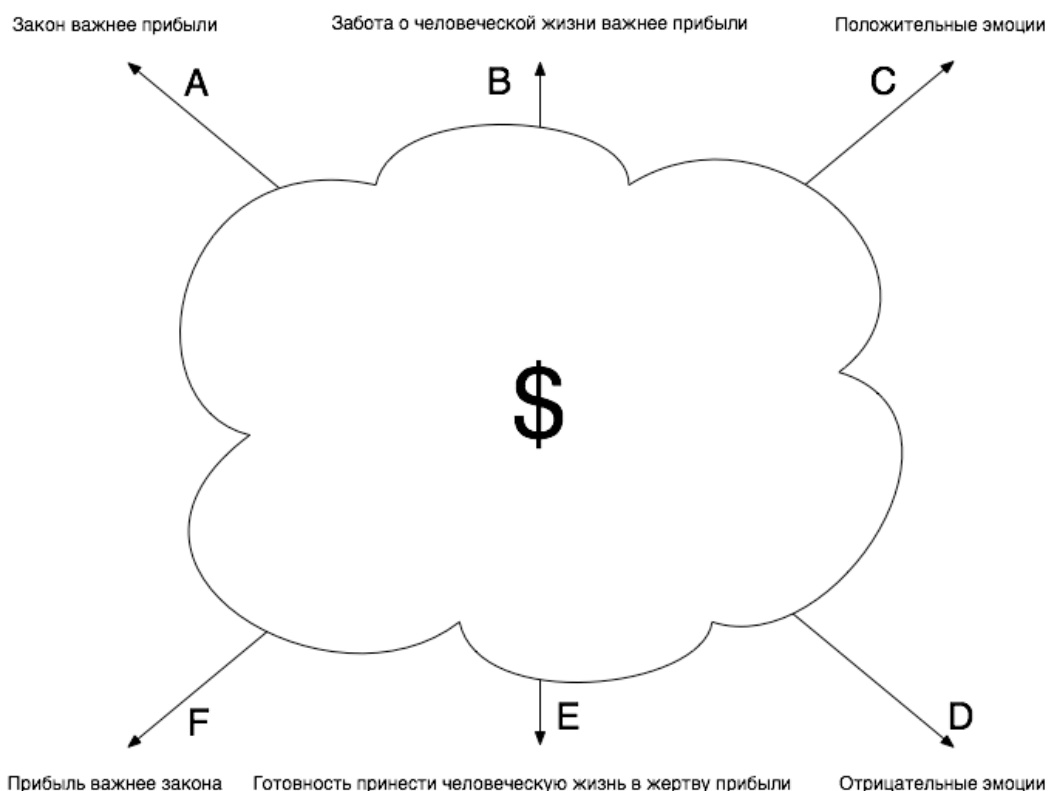 Закон важнее прибыли
Забота о человеческой жизни важнее прибыли
Положительные эмоции
A
B
C
$
F
E
D
Прибыль важнее закона
Готовность принести человеческую жизнь в жертву прибыли
Отрицательные эмоции